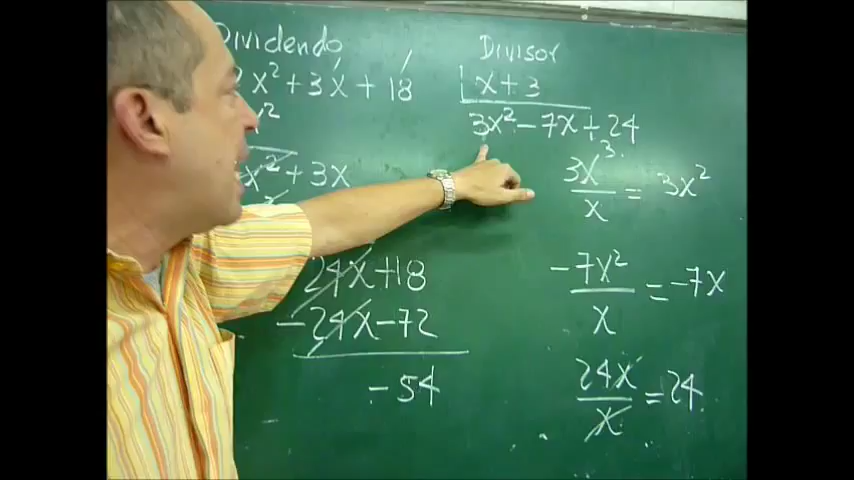 Dividendo
Divisor
x² + 3x + 18
x + 3
3x² - 7x + 24
3x³ / x = 3x²
x² + 3x
-7x² / x = -7x
24x + 18
-24x - 72
-54
24x / x = 24